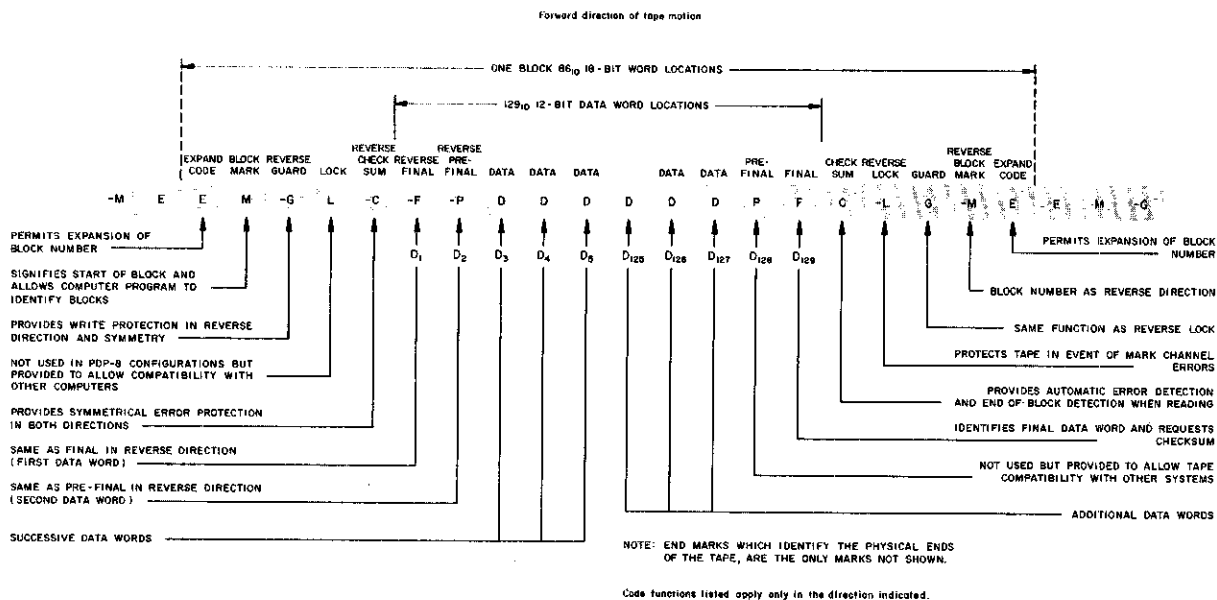 Forward direction of tape motion
ONE BLOCK 86₁₀ 18-BIT WORD LOCATIONS
129₁₀ 12-BIT DATA WORD LOCATIONS
EXPAND CODE
BLOCK MARK
REVERSE GUARD
LOCK
REVERSE CHECK SUM
REVERSE FINAL
REVERSE PRE-FINAL
DATA DATA DATA DATA DATA
PRE-FINAL
FINAL
CHECK SUM
REVERSE LOCK
GUARD
REVERSE BLOCK MARK
EXPAND CODE
-M E E M -G L -C -F -P D D D D D D P F C -L G -M E -E M -G
D₁ D₂ D₃ D₄ D₅ D₁₂₅ D₁₂₆ D₁₂₇ D₁₂₈ D₁₂₉
PERMITS EXPANSION OF
BLOCK NUMBER
SIGNIFIES START OF BLOCK AND
ALLOWS COMPUTER PROGRAM TO
IDENTIFY BLOCKS
PROVIDES WRITE PROTECTION IN REVERSE
DIRECTION AND SYMMETRY
NOT USED IN PDP-8 CONFIGURATIONS BUT
PROVIDED TO ALLOW COMPATIBILITY WITH
OTHER COMPUTERS
PROVIDES SYMMETRICAL ERROR PROTECTION
IN BOTH DIRECTIONS
SAME AS FINAL IN REVERSE DIRECTION
(FIRST DATA WORD)
SAME AS PRE-FINAL IN REVERSE DIRECTION
(SECOND DATA WORD)
SUCCESSIVE DATA WORDS
PERMITS EXPANSION OF BLOCK
NUMBER
BLOCK NUMBER AS REVERSE DIRECTION
SAME FUNCTION AS REVERSE LOCK
PROTECTS TAPE IN EVENT OF MARK CHANNEL
ERRORS
PROVIDES AUTOMATIC ERROR DETECTION
AND END OF BLOCK DETECTION WHEN READING
IDENTIFIES FINAL DATA WORD AND REQUESTS
CHECKSUM
NOT USED BUT PROVIDED TO ALLOW TAPE
COMPATIBILITY WITH OTHER SYSTEMS
ADDITIONAL DATA WORDS
NOTE: END MARKS WHICH IDENTIFY THE PHYSICAL ENDS
OF THE TAPE, ARE THE ONLY MARKS NOT SHOWN.
Code functions listed apply only in the direction indicated.